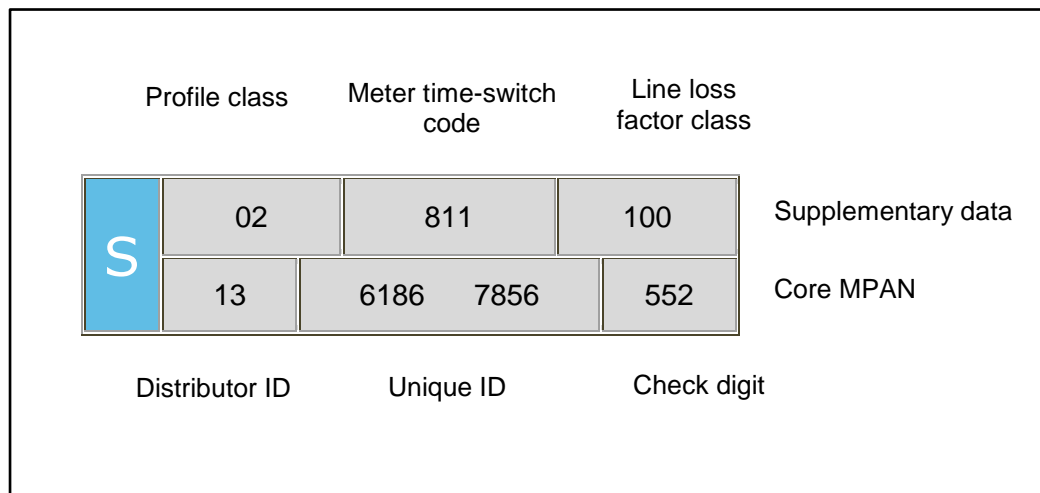 Profile class
Meter time-switch
code
Line loss
factor class
S
02 811 100 Supplementary data
13 6186 7856 552 Core MPAN
Distributor ID Unique ID Check digit